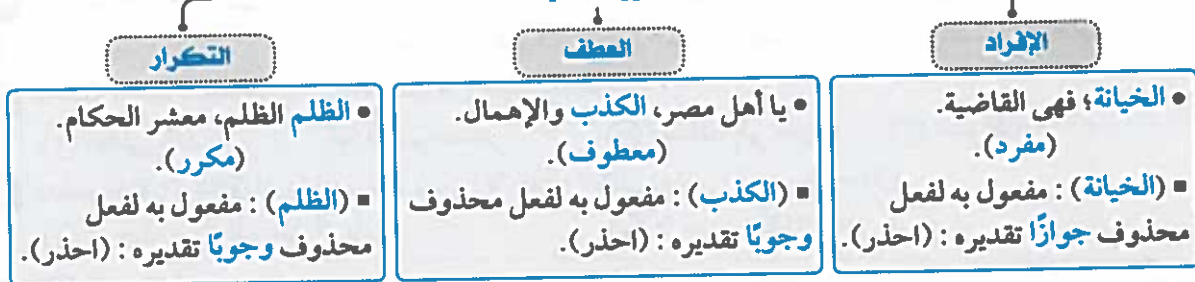 الإفراد
• الخيانة؛ فهى القاضية.
(مفرد).
▪ (الخيانة) : مفعول به لفعل
محذوف جوازًا تقديره : (احذر).
العطف
• يا أهل مصر، الكذب والإهمال.
(معطوف).
▪ (الكذب) : مفعول به لفعل محذوف
وجوبًا تقديره : (احذر).
التكرار
• الظلم الظلم، معشر الحكام.
(مكرر).
▪ (الظلم) : مفعول به لفعل
محذوف وجوبًا تقديره : (احذر).